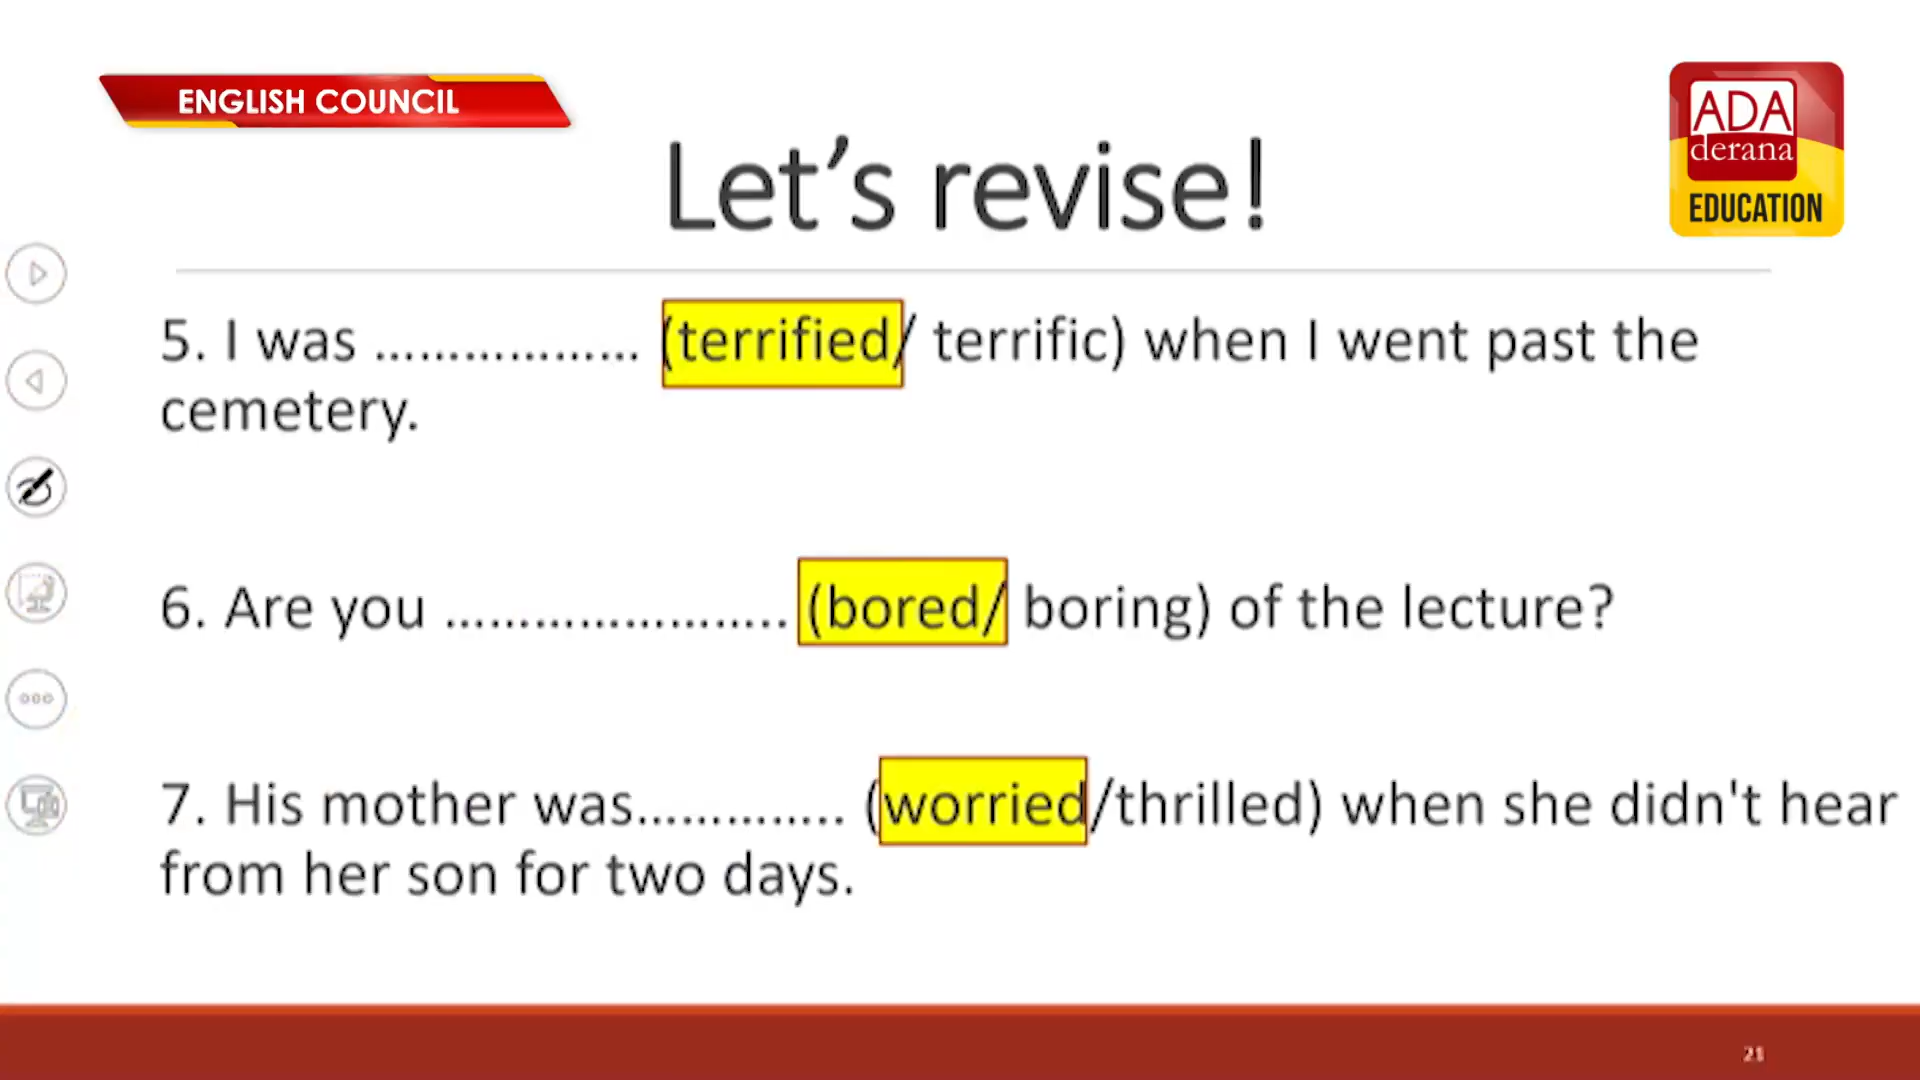 ENGLISH COUNCIL
ADA
derana
EDUCATION
Let’s revise!
5. I was ……………… (terrified/ terrific) when I went past the
cemetery.
6. Are you ………………….. (bored/ boring) of the lecture?
7. His mother was………….. (worried/thrilled) when she didn't hear
from her son for two days.
21